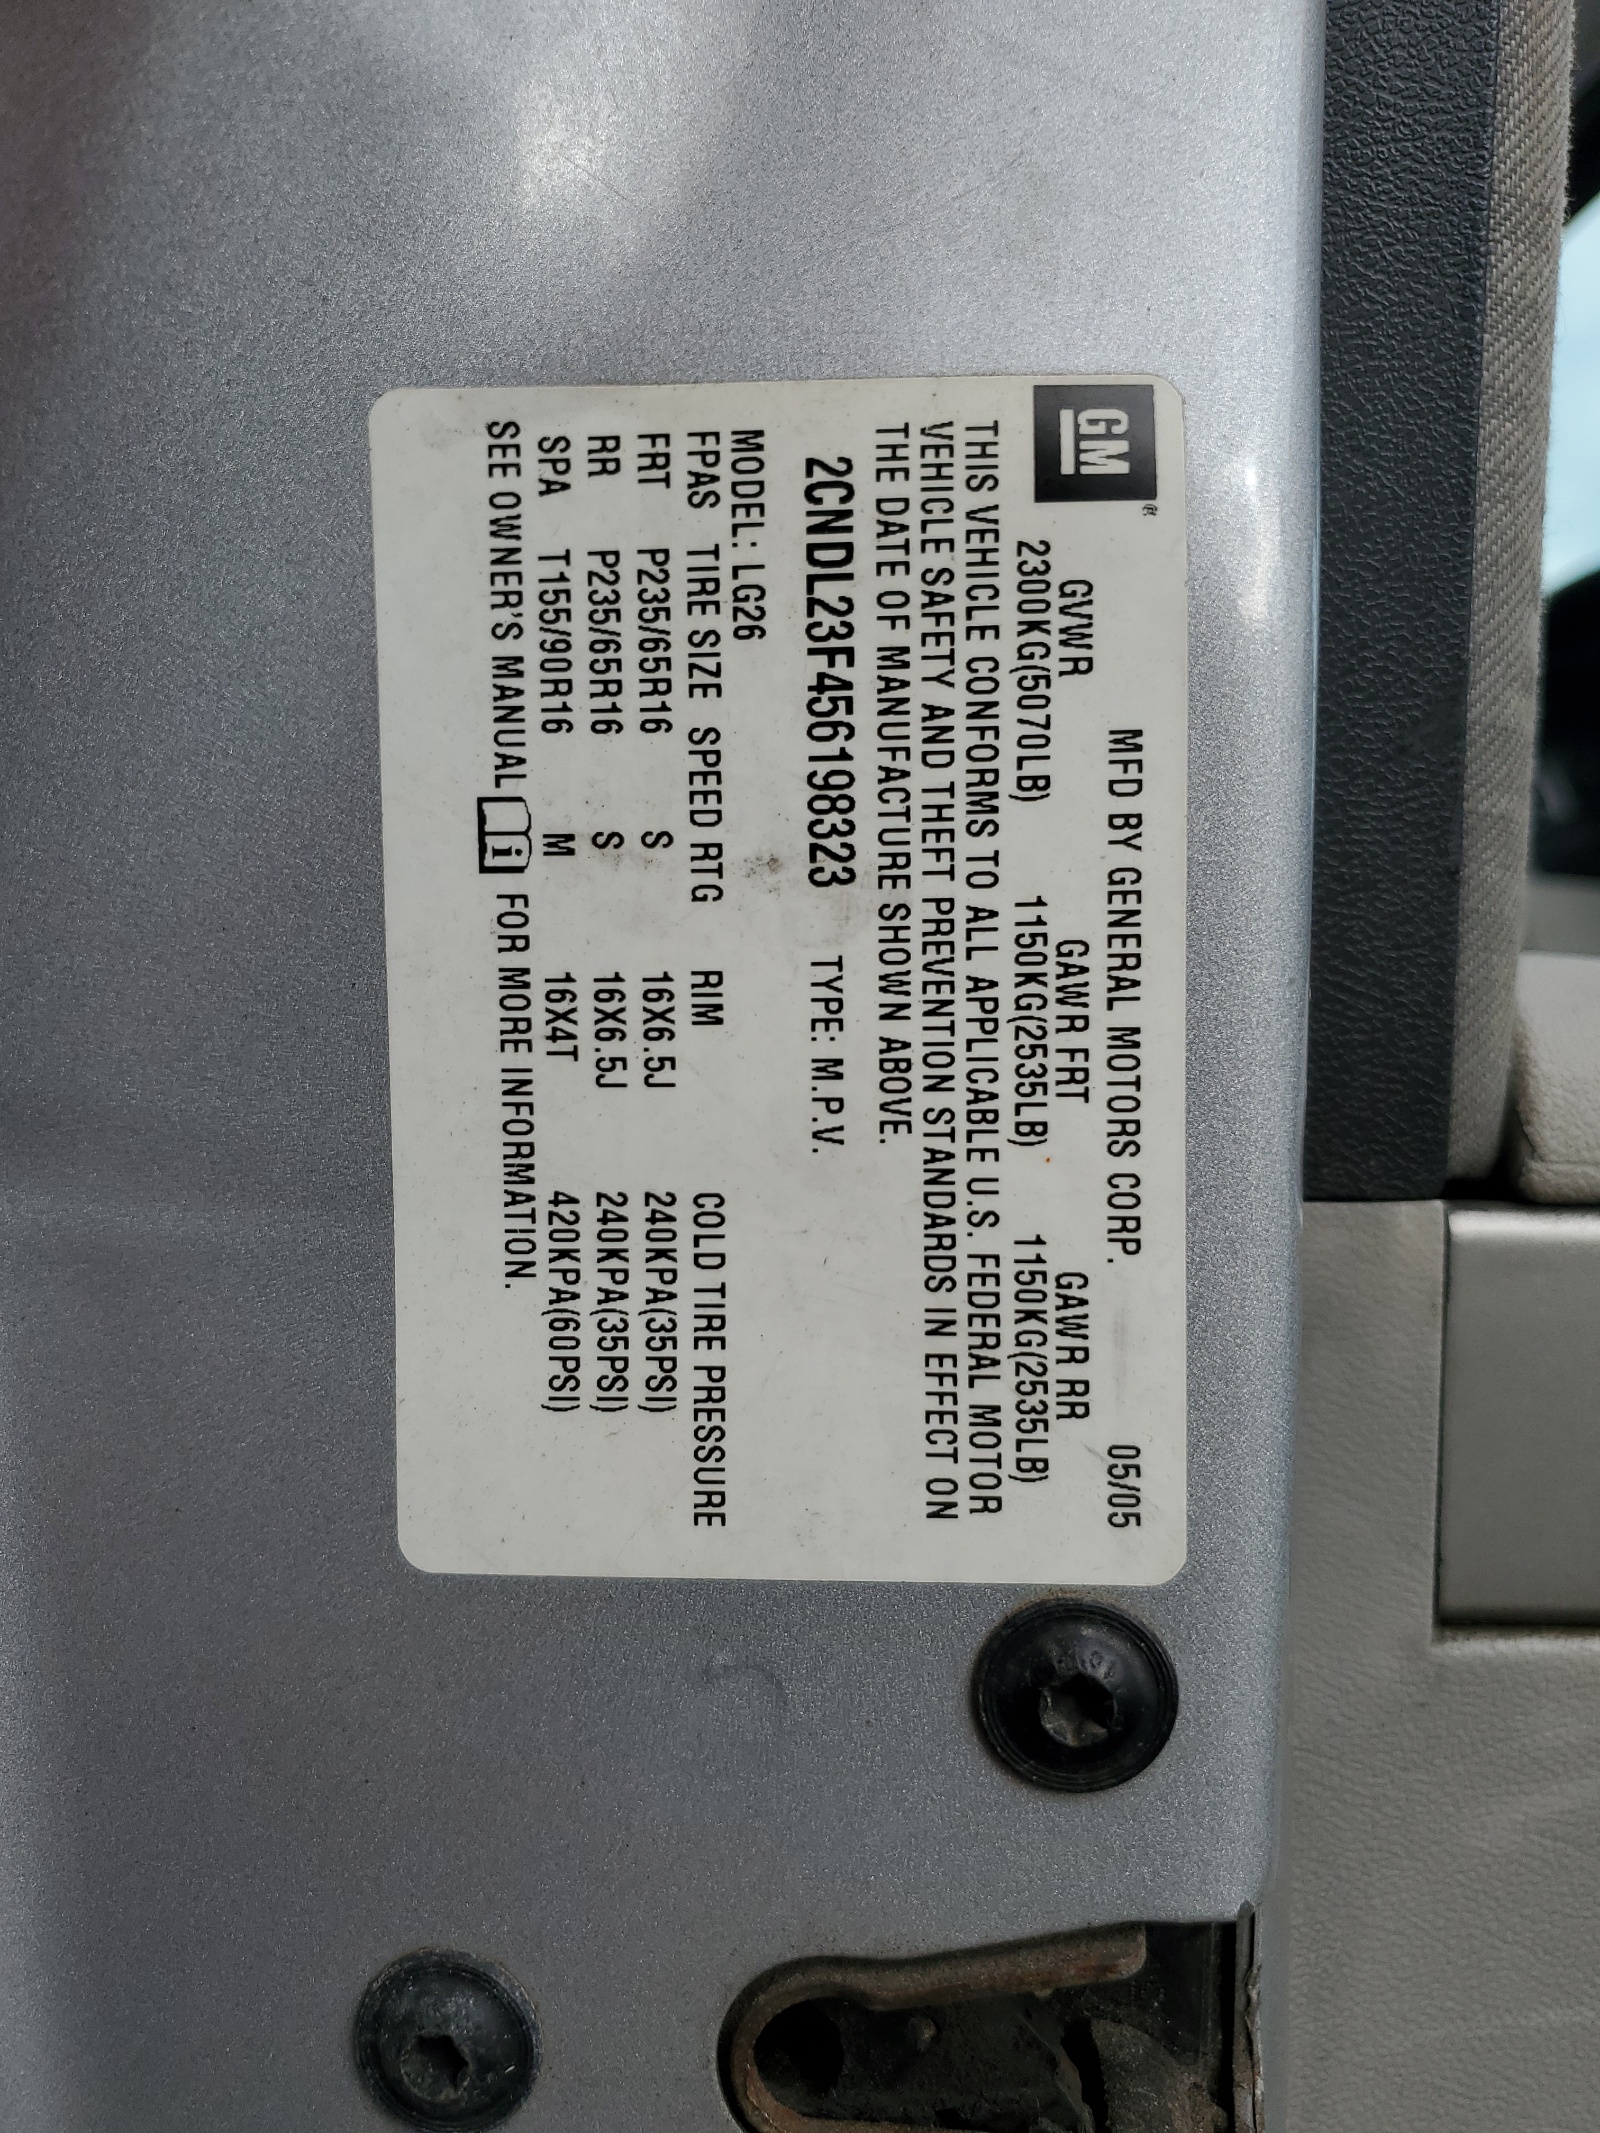 GM®
MFD BY GENERAL MOTORS CORP. 05/05
GVWR GAWR FRT GAWR RR
2300KG(5070LB) 1150KG(2535LB) 1150KG(2535LB)
THIS VEHICLE CONFORMS TO ALL APPLICABLE U.S. FEDERAL MOTOR
VEHICLE SAFETY AND THEFT PREVENTION STANDARDS IN EFFECT ON
THE DATE OF MANUFACTURE SHOWN ABOVE.
2CNDL23F456198323 TYPE: M.P.V.
MODEL: LG26
FPAS TIRE SIZE SPEED RTG RIM COLD TIRE PRESSURE
FRT P235/65R16 S 16X6.5J 240KPA(35PSI)
RR P235/65R16 S 16X6.5J 240KPA(35PSI)
SPA T155/90R16 M 16X4T 420KPA(60PSI)
SEE OWNER'S MANUAL i FOR MORE INFORMATION.